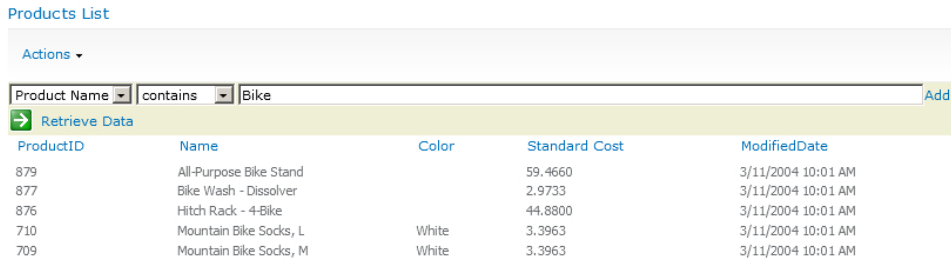 Products List
Actions
Product Name contains Bike Add
Retrieve Data
ProductID Name Color Standard Cost ModifiedDate
879 All-Purpose Bike Stand 59.4660 3/11/2004 10:01 AM
877 Bike Wash - Dissolver 2.9733 3/11/2004 10:01 AM
876 Hitch Rack - 4-Bike 44.8800 3/11/2004 10:01 AM
710 Mountain Bike Socks, L White 3.3963 3/11/2004 10:01 AM
709 Mountain Bike Socks, M White 3.3963 3/11/2004 10:01 AM